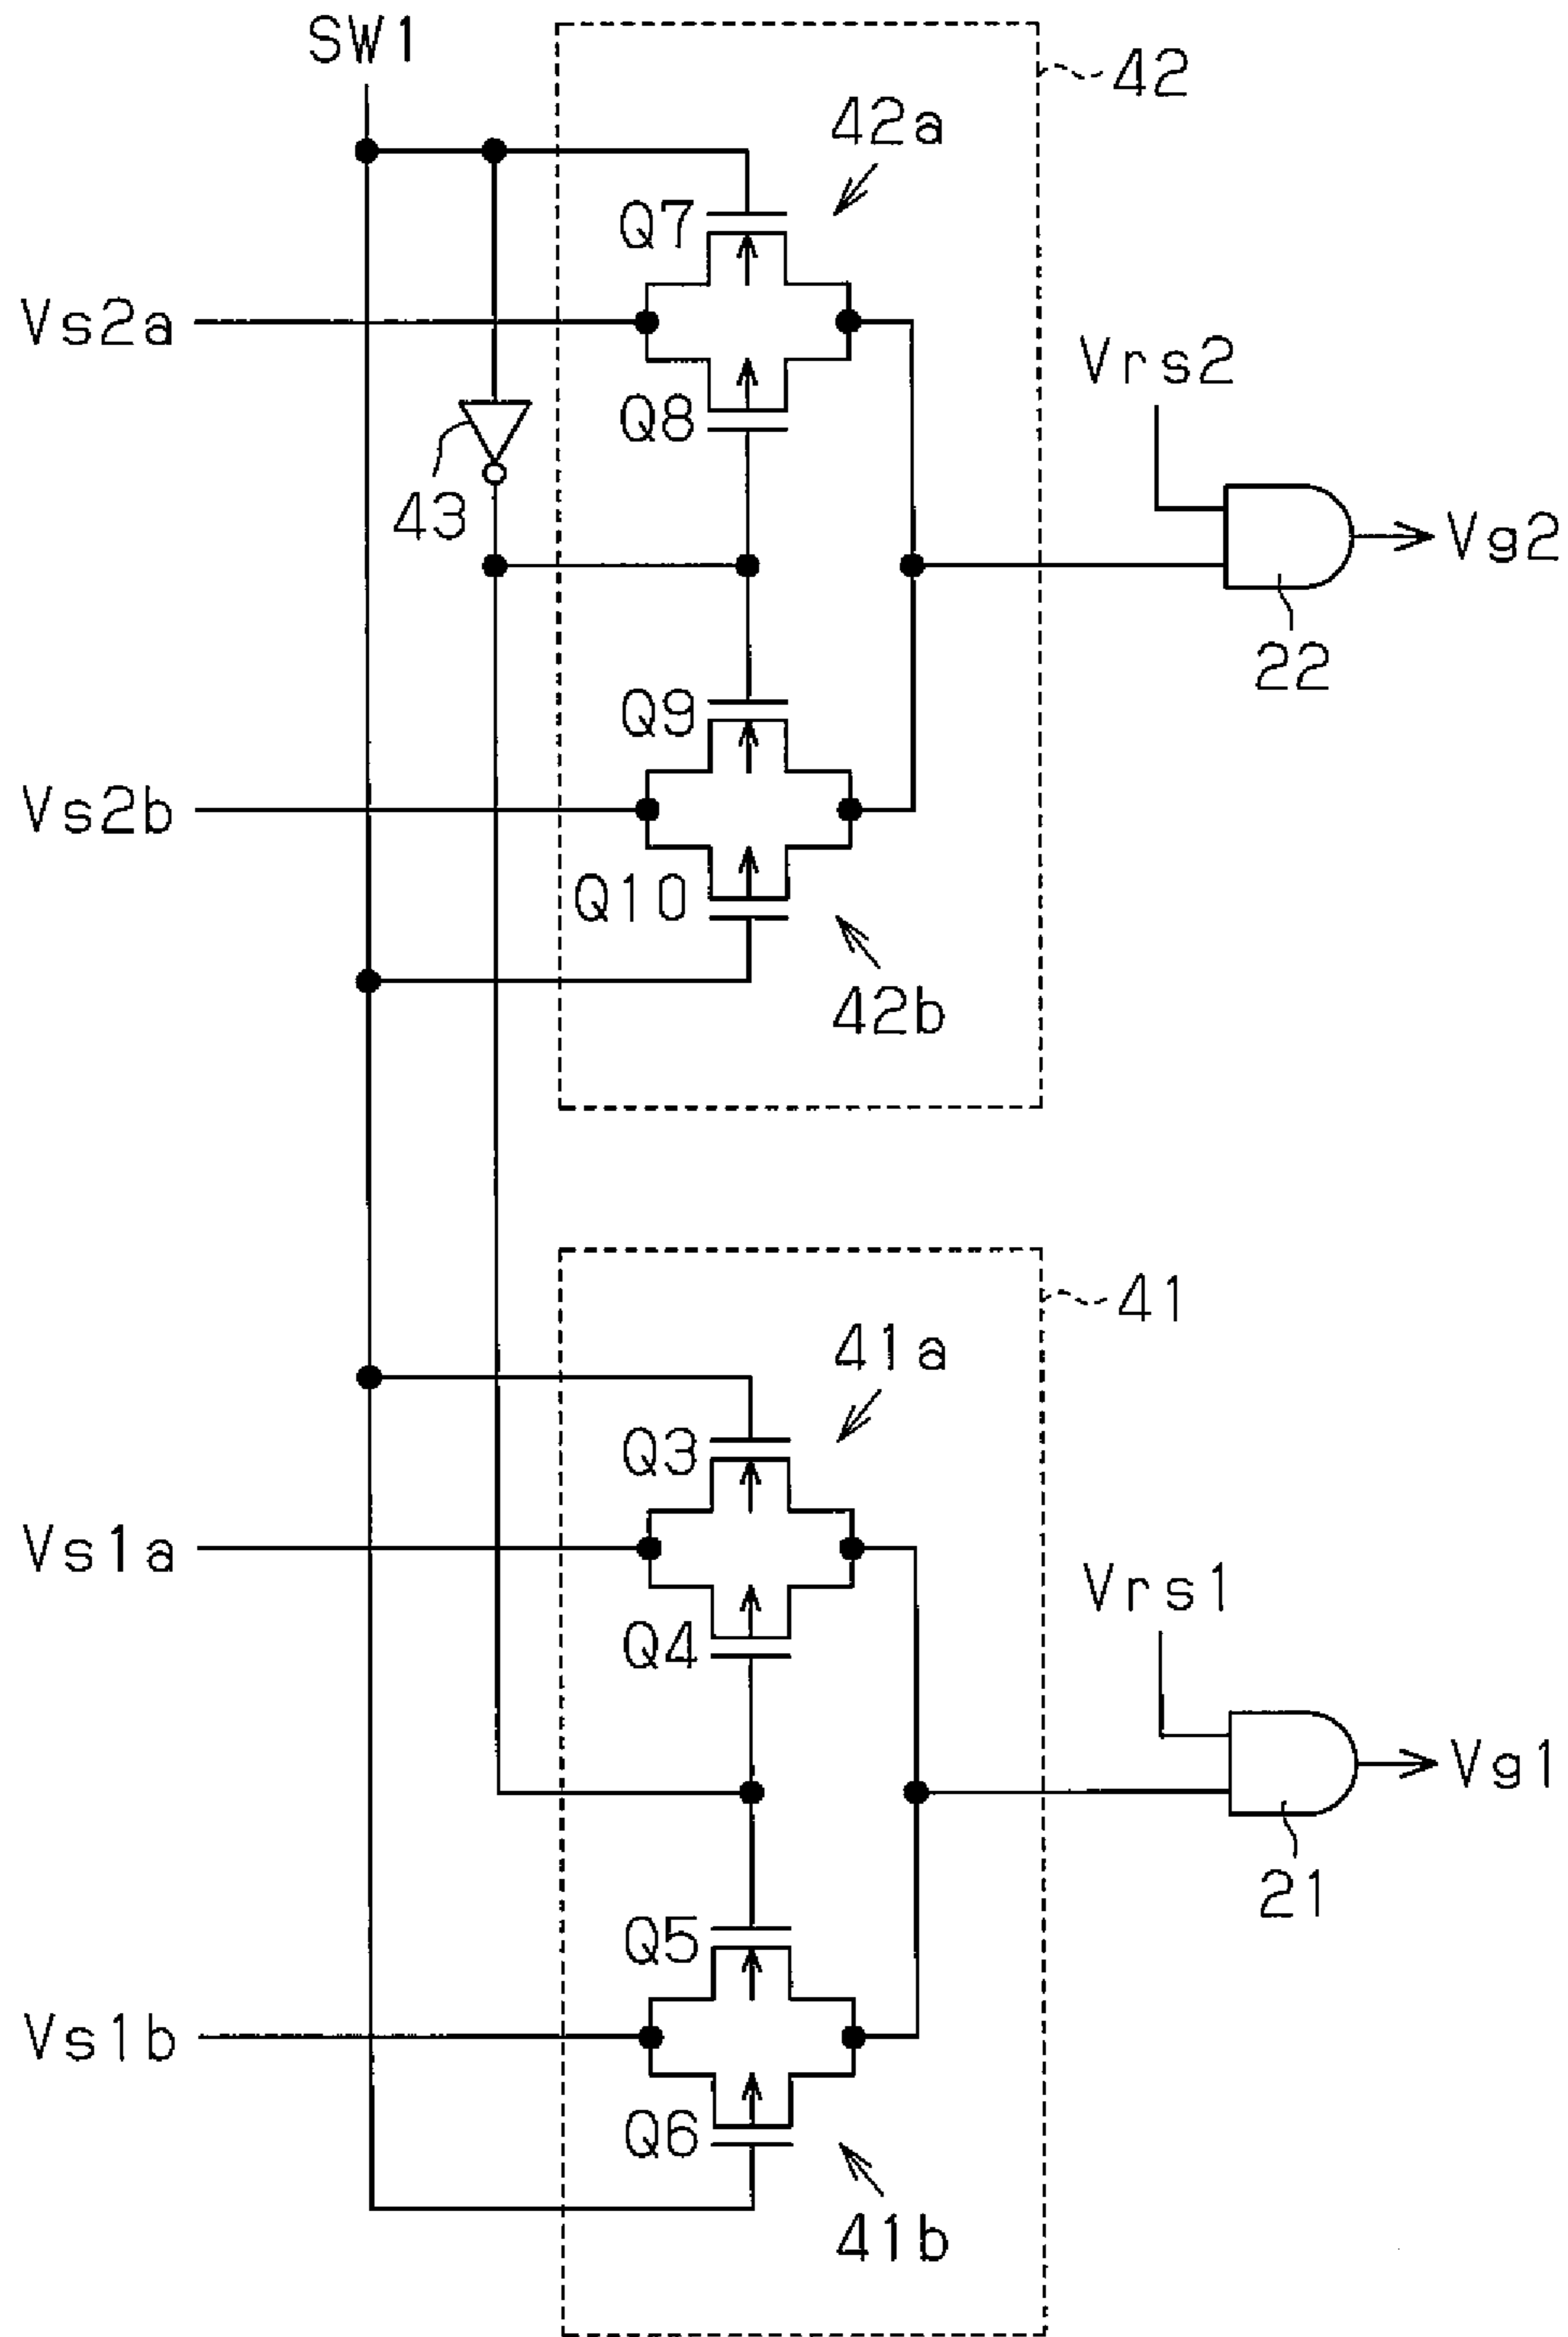 SW1
42
42a
Q7
Vs2a
Vrs2
Q8
43
Vg2
22
Q9
Vs2b
Q10
42b
41
41a
Q3
Vs1a
Vrs1
Q4
Vg1
21
Q5
Vs1b
Q6
41b